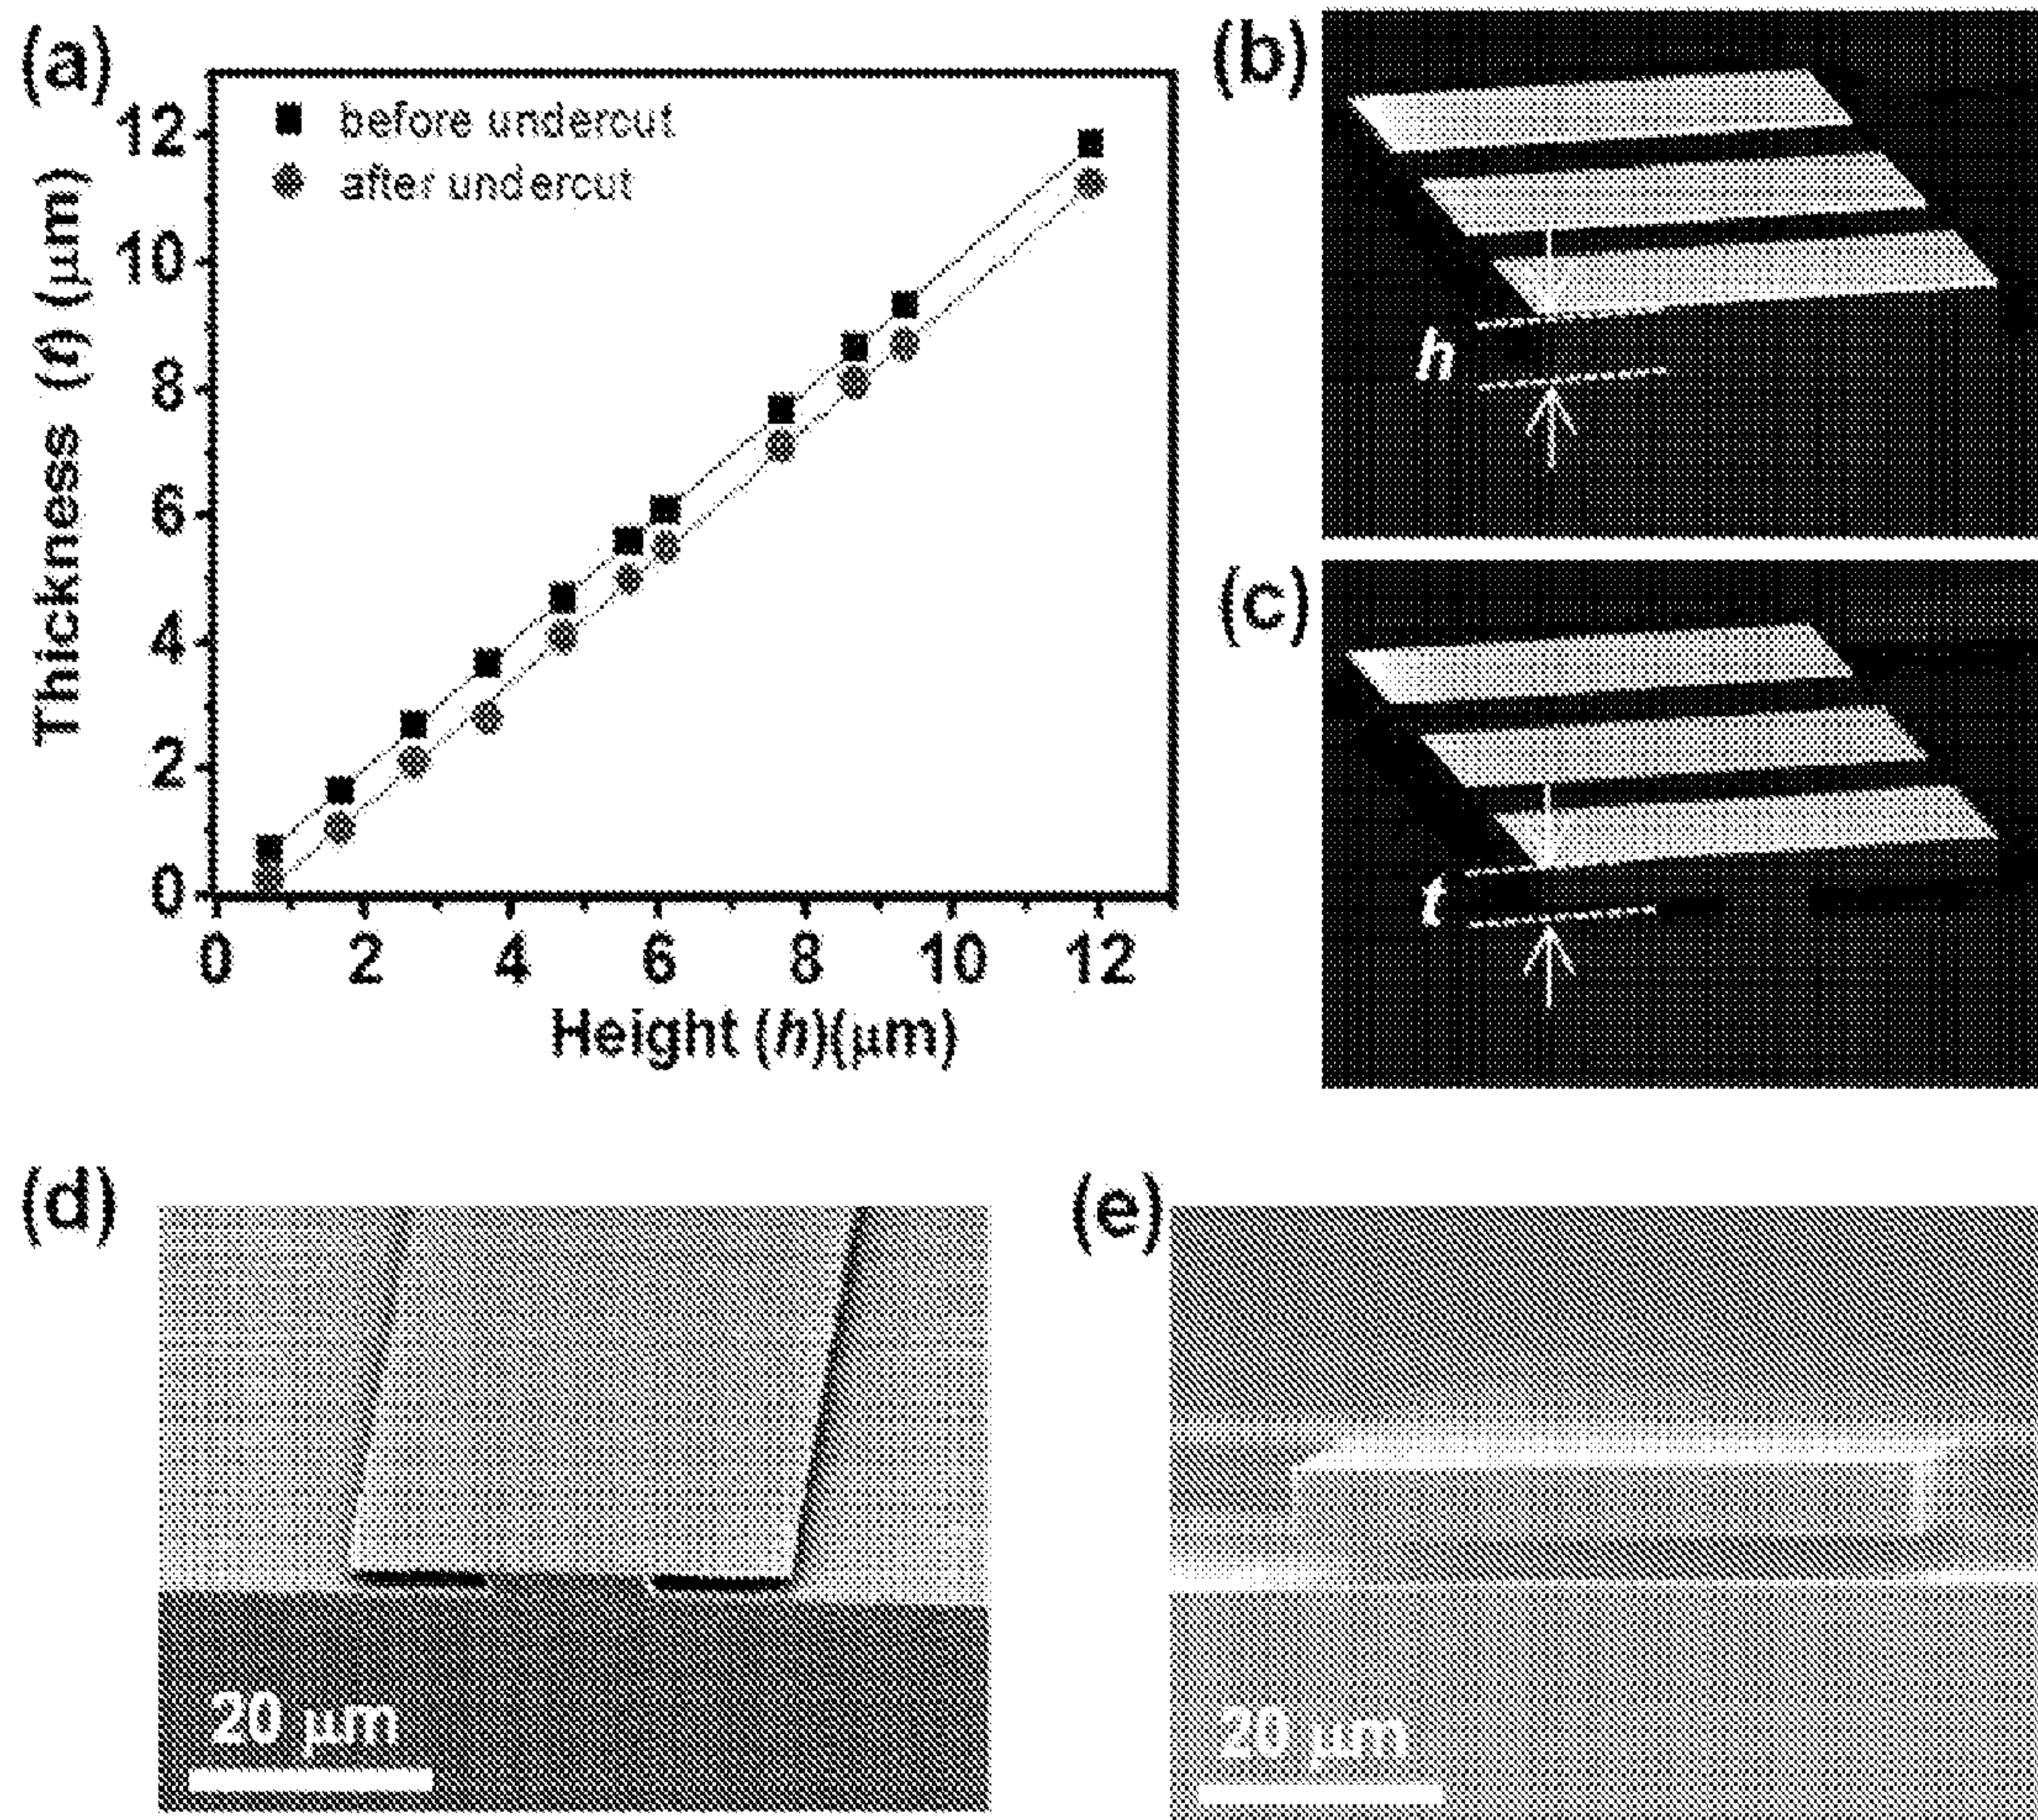 (a)
before undercut
after undercut
12
10
8
6
4
2
0
Thickness (t) (μm)
0 2 4 6 8 10 12
Height (h)(μm)
(b)
h
(c)
t
(d)
20 μm
(e)
20 μm